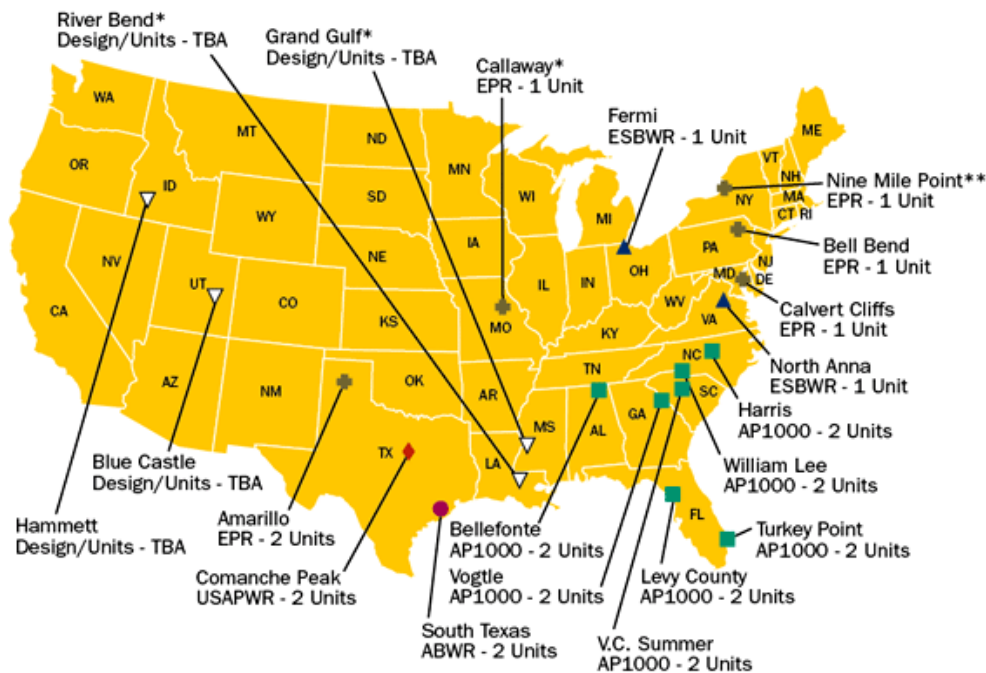 River Bend*
Design/Units - TBA
Grand Gulf*
Design/Units - TBA
Callaway*
EPR - 1 Unit
Fermi
ESBWR - 1 Unit
Nine Mile Point**
EPR - 1 Unit
Bell Bend
EPR - 1 Unit
Calvert Cliffs
EPR - 1 Unit
North Anna
ESBWR - 1 Unit
Harris
AP1000 - 2 Units
William Lee
AP1000 - 2 Units
Turkey Point
AP1000 - 2 Units
Levy County
AP1000 - 2 Units
V.C. Summer
AP1000 - 2 Units
Bellefonte
AP1000 - 2 Units
Vogtle
AP1000 - 2 Units
South Texas
ABWR - 2 Units
Comanche Peak
USAPWR - 2 Units
Amarillo
EPR - 2 Units
Blue Castle
Design/Units - TBA
Hammett
Design/Units - TBA
WA
OR
ID
MT
ND
SD
MN
WI
MI
WY
NE
IA
NV
UT
CO
KS
MO
IL
IN
OH
PA
NY
VT
NH
ME
MA
CT
RI
NJ
DE
MD
WV
VA
KY
CA
AZ
NM
OK
AR
TN
NC
SC
TX
LA
MS
AL
GA
FL